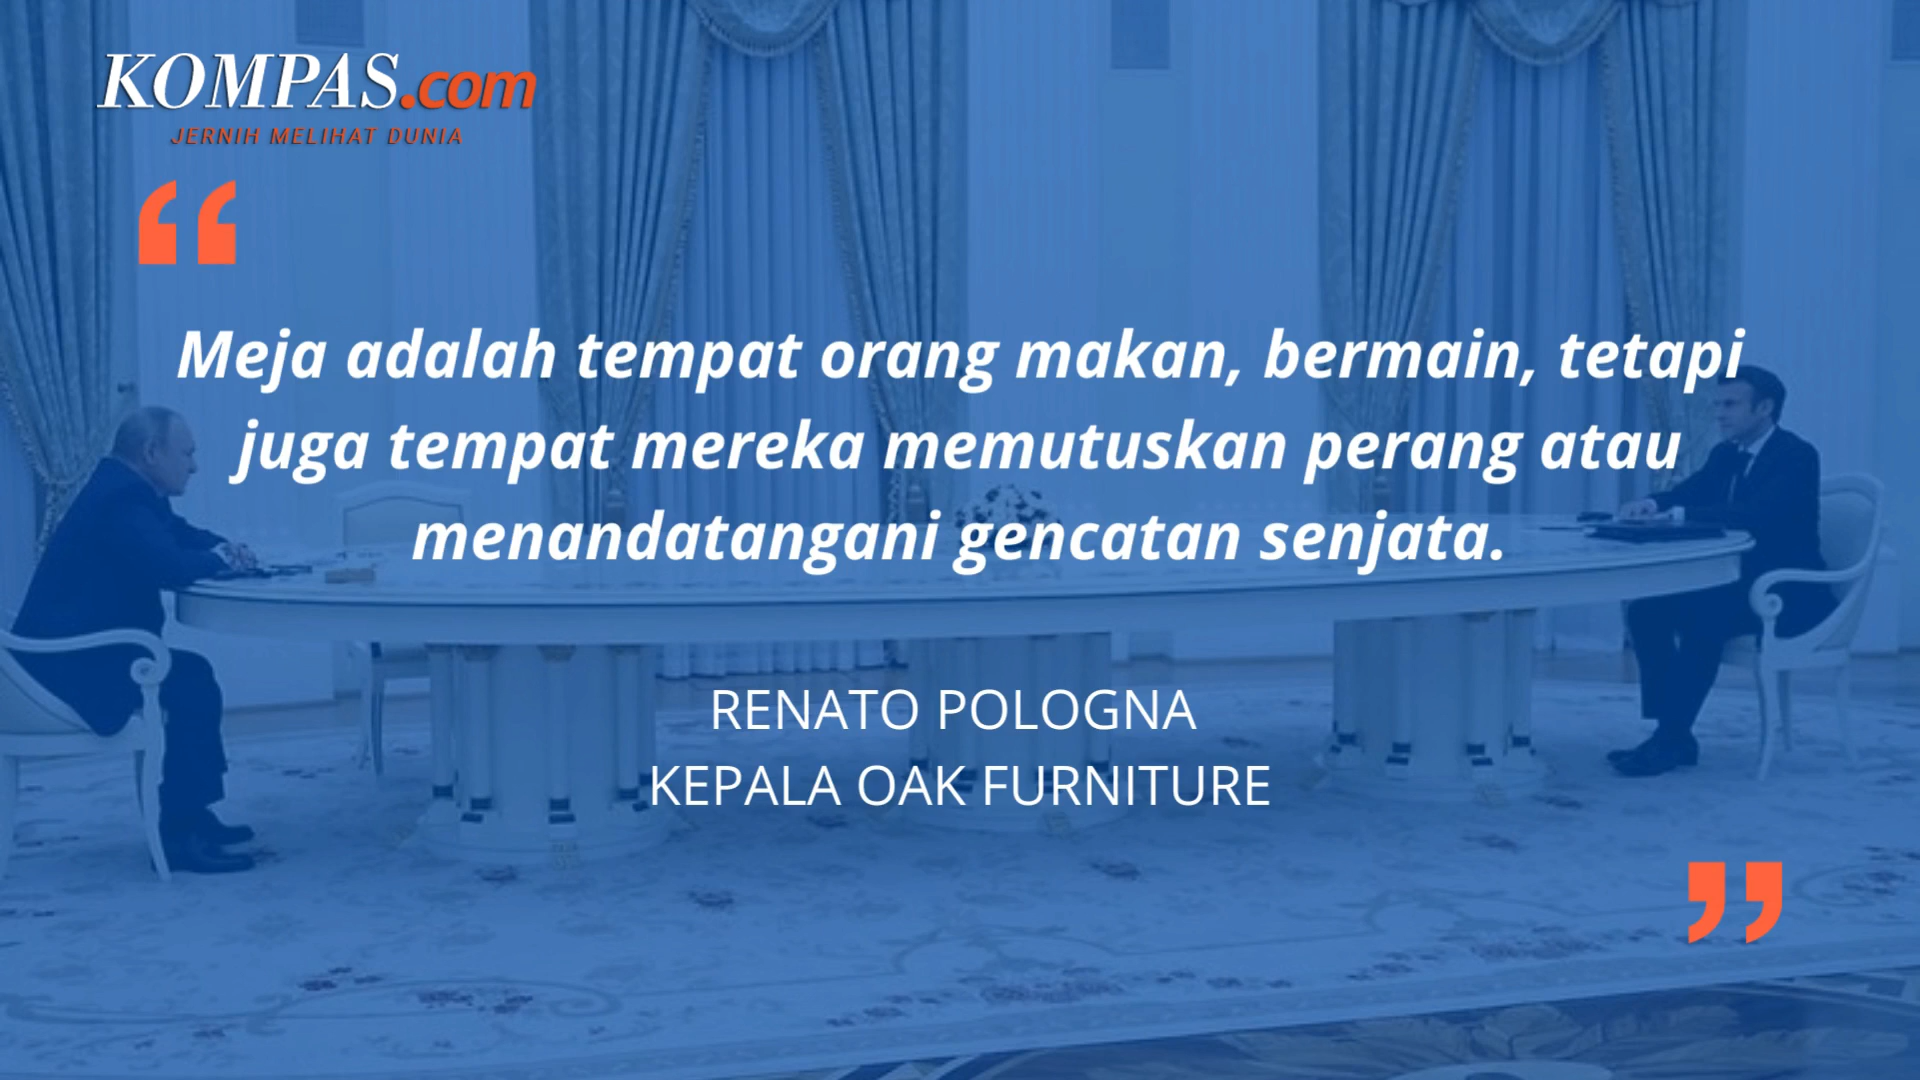 KOMPAS.com
JERNIH MELIHAT DUNIA
“
Meja adalah tempat orang makan, bermain, tetapi
juga tempat mereka memutuskan perang atau
menandatangani gencatan senjata.
RENATO POLOGNA
KEPALA OAK FURNITURE
”